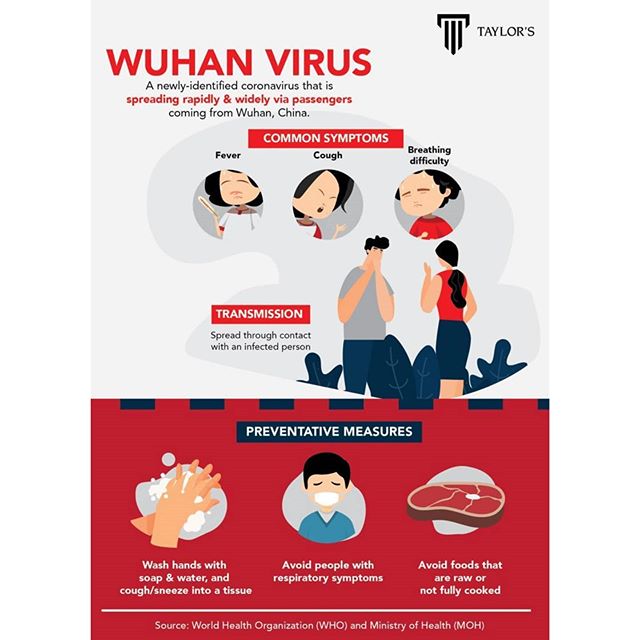 TAYLOR'S
WUHAN VIRUS
A newly-identified coronavirus that is
spreading rapidly & widely via passengers
coming from Wuhan, China.
COMMON SYMPTOMS
Fever
Cough
Breathing
difficulty
TRANSMISSION
Spread through contact
with an infected person
PREVENTATIVE MEASURES
Wash hands with
soap & water, and
cough/sneeze into a tissue
Avoid people with
respiratory symptoms
Avoid foods that
are raw or
not fully cooked
Source: World Health Organization (WHO) and Ministry of Health (MOH)